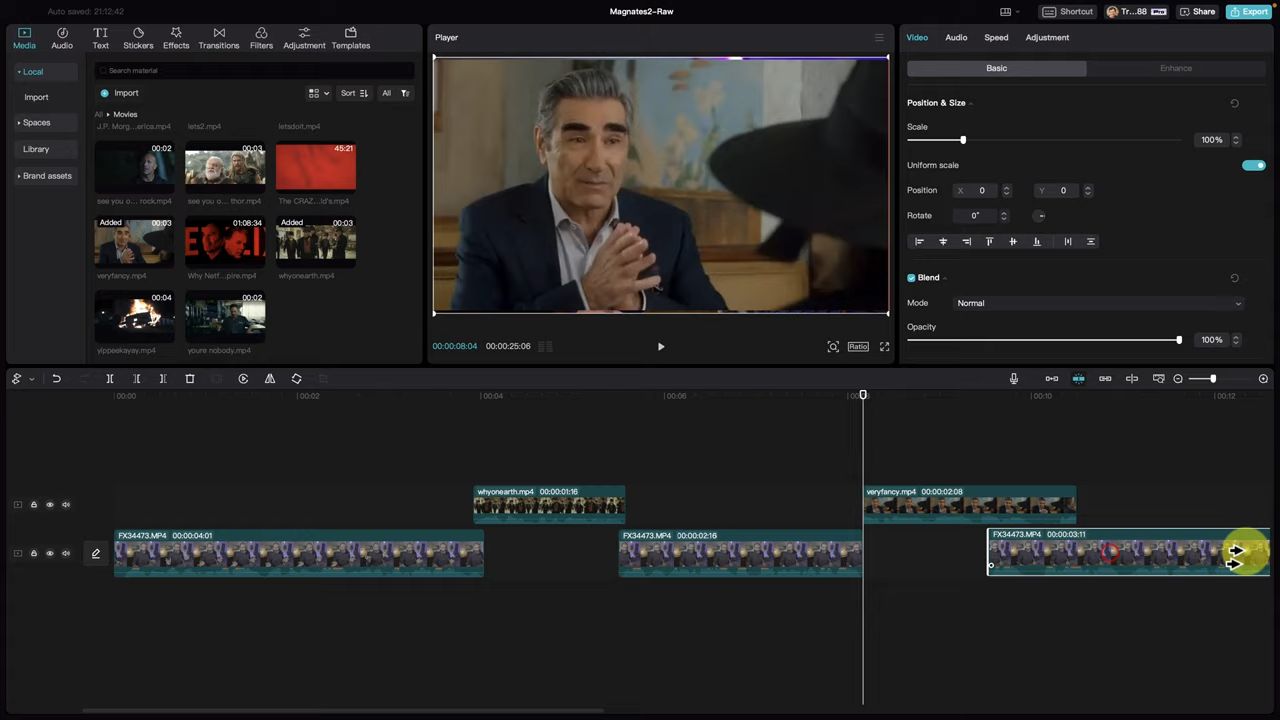 Auto saved: 21:12:42
Magnates2-Raw
Shortcut
Tr...88 Pro
Share
Export
Media
Audio
Text
Stickers
Effects
Transitions
Filters
Adjustment
Templates
Local
Import
Spaces
Library
Brand assets
Search material
Import
Sort
All
All
Movies
J.P. Morg...erica.mp4
lets2.mp4
letsdoit.mp4
00:02
00:03
45:21
see you o... rock.mp4
see you o... thor.mp4
The CRAZ...ld's).mp4
Added
00:03
01:08:34
Added
00:03
veryfancy.mp4
Why Netf...pire.mp4
whyonearth.mp4
00:04
00:02
yippeekayay.mp4
youre nobody.mp4
Player
00:00:08:04
00:00:25:06
Ratio
Video
Audio
Speed
Adjustment
Basic
Enhance
Position & Size
Scale
100%
Uniform scale
Position
X
0
Y
0
Rotate
0°
Blend
Mode
Normal
Opacity
100%
00:00
00:02
00:04
00:06
00:10
00:12
whyonearth.mp4 00:00:01:16
veryfancy.mp4 00:00:02:08
FX34473.MP4 00:00:04:01
FX34473.MP4 00:00:02:16
FX34473.MP4 00:00:03:11